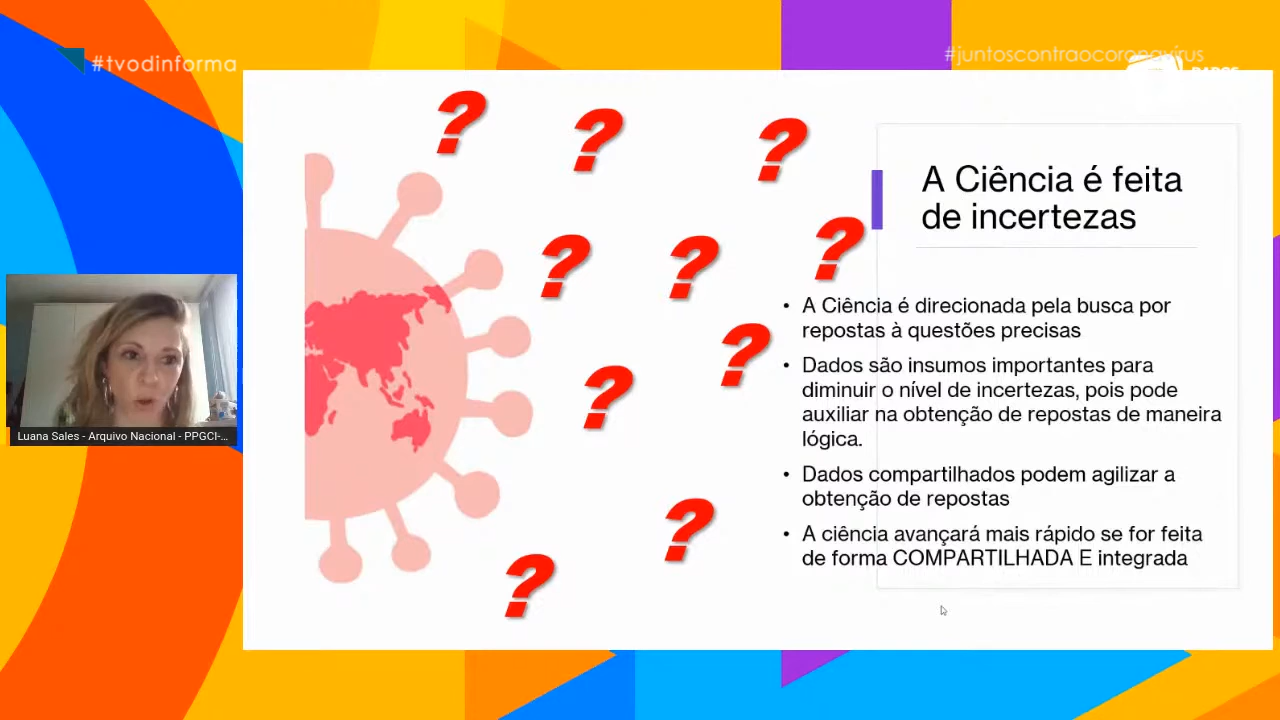 #tvodinforma
#juntoscontraocoronavirus
DADOS
? ? ?
? ? ?
? ?
?
?
A Ciência é feita
de incertezas
• A Ciência é direcionada pela busca por
repostas à questões precisas
• Dados são insumos importantes para
diminuir o nível de incertezas, pois pode
auxiliar na obtenção de repostas de maneira
lógica.
• Dados compartilhados podem agilizar a
obtenção de repostas
• A ciência avançará mais rápido se for feita
de forma COMPARTILHADA E integrada
Luana Sales - Arquivo Nacional - PPGCI-...